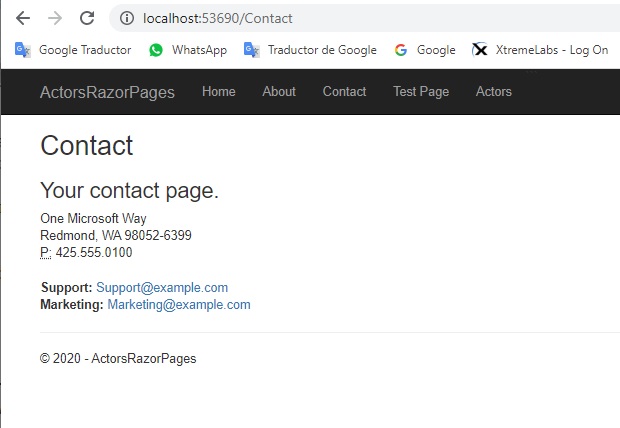 localhost:53690/Contact
Google Traductor WhatsApp Traductor de Google Google XtremeLabs - Log On
ActorsRazorPages Home About Contact Test Page Actors
Contact
Your contact page.
One Microsoft Way
Redmond, WA 98052-6399
P: 425.555.0100
Support: Support@example.com
Marketing: Marketing@example.com
© 2020 - ActorsRazorPages